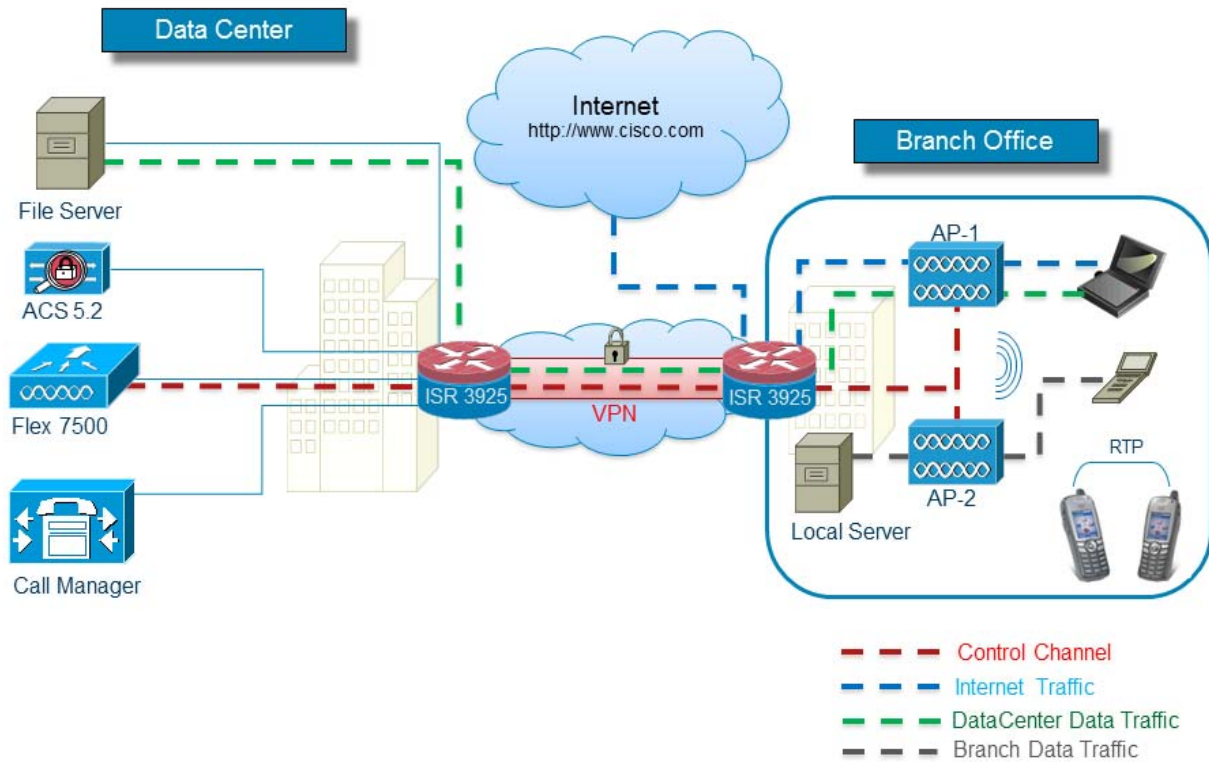 Data Center
Internet
http://www.cisco.com
Branch Office
File Server
AP-1
ACS 5.2
ISR 3925
ISR 3925
VPN
Flex 7500
AP-2
RTP
Local Server
Call Manager
Control Channel
Internet Traffic
DataCenter Data Traffic
Branch Data Traffic